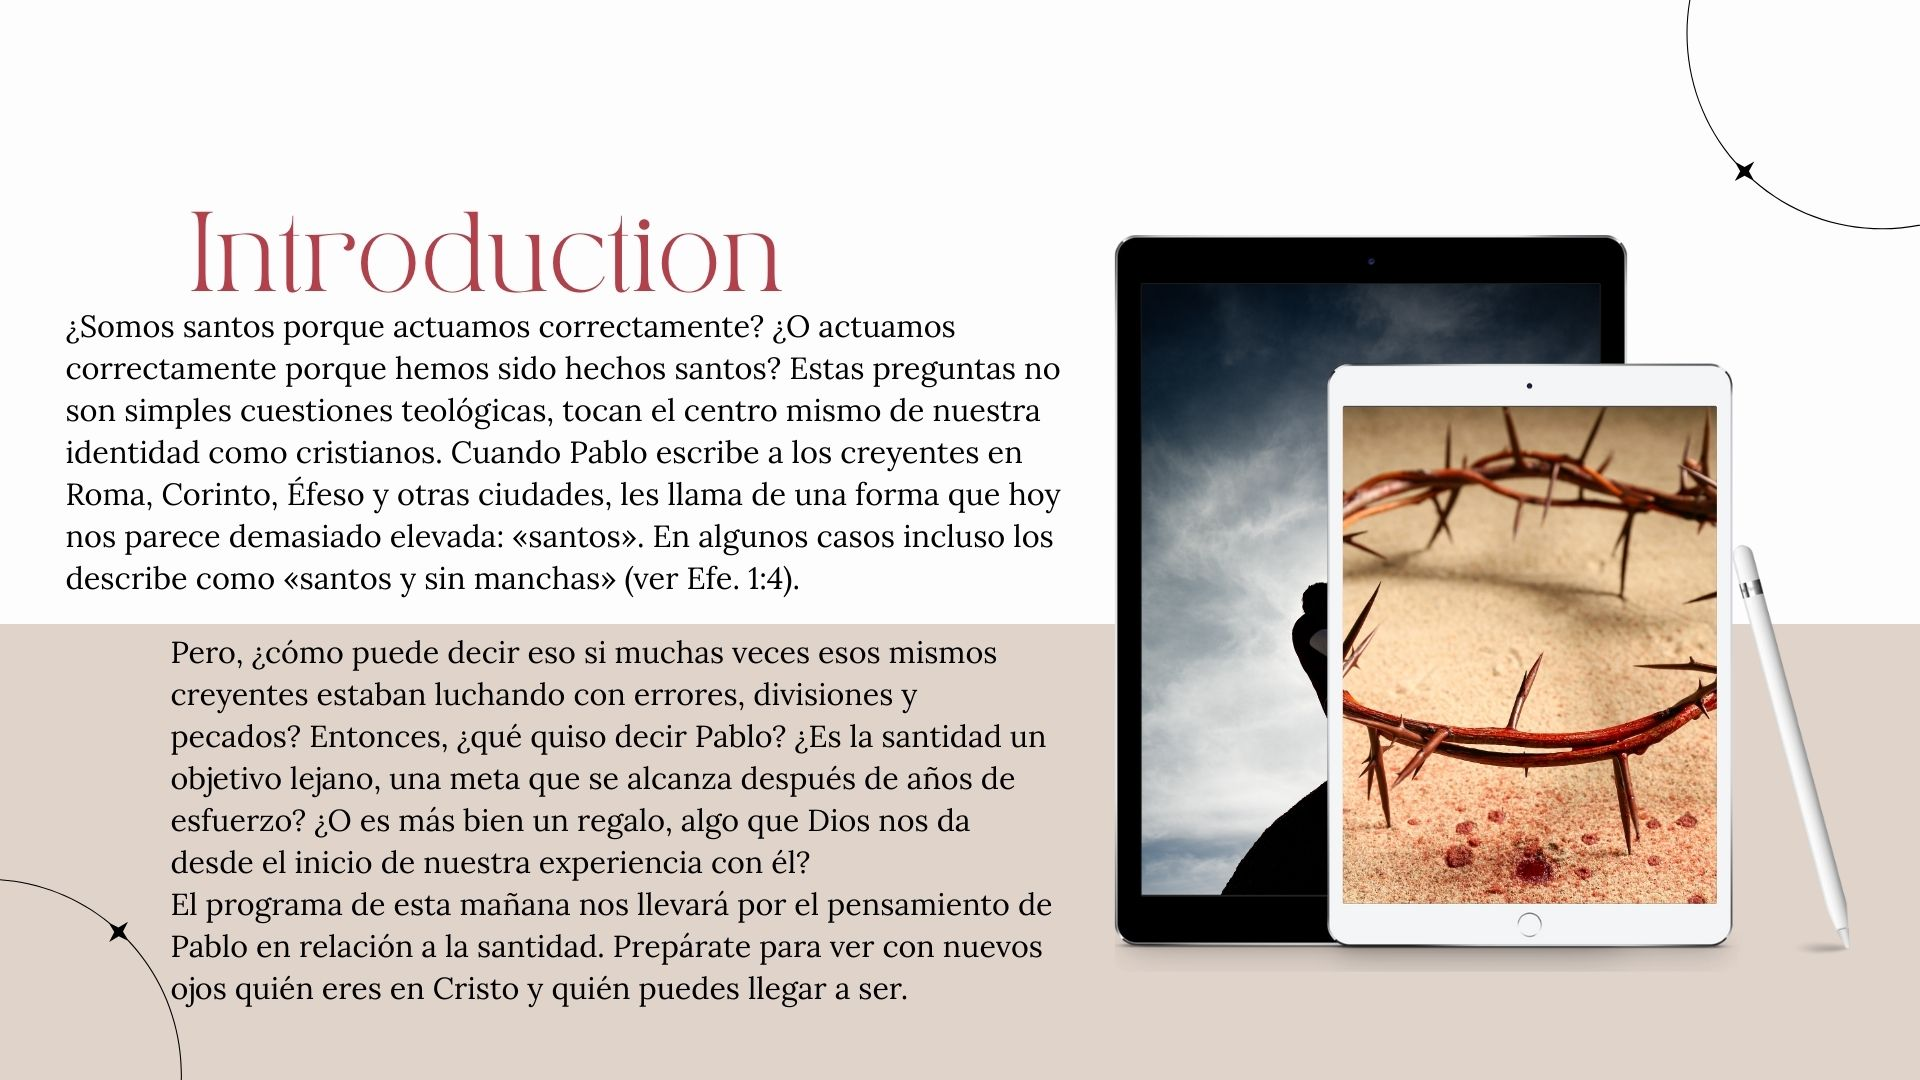 Introduction
¿Somos santos porque actuamos correctamente? ¿O actuamos
correctamente porque hemos sido hechos santos? Estas preguntas no
son simples cuestiones teológicas, tocan el centro mismo de nuestra
identidad como cristianos. Cuando Pablo escribe a los creyentes en
Roma, Corinto, Éfeso y otras ciudades, les llama de una forma que hoy
nos parece demasiado elevada: «santos». En algunos casos incluso los
describe como «santos y sin manchas» (ver Efe. 1:4).
Pero, ¿cómo puede decir eso si muchas veces esos mismos
creyentes estaban luchando con errores, divisiones y
pecados? Entonces, ¿qué quiso decir Pablo? ¿Es la santidad un
objetivo lejano, una meta que se alcanza después de años de
esfuerzo? ¿O es más bien un regalo, algo que Dios nos da
desde el inicio de nuestra experiencia con él?
El programa de esta mañana nos llevará por el pensamiento de
Pablo en relación a la santidad. Prepárate para ver con nuevos
ojos quién eres en Cristo y quién puedes llegar a ser.